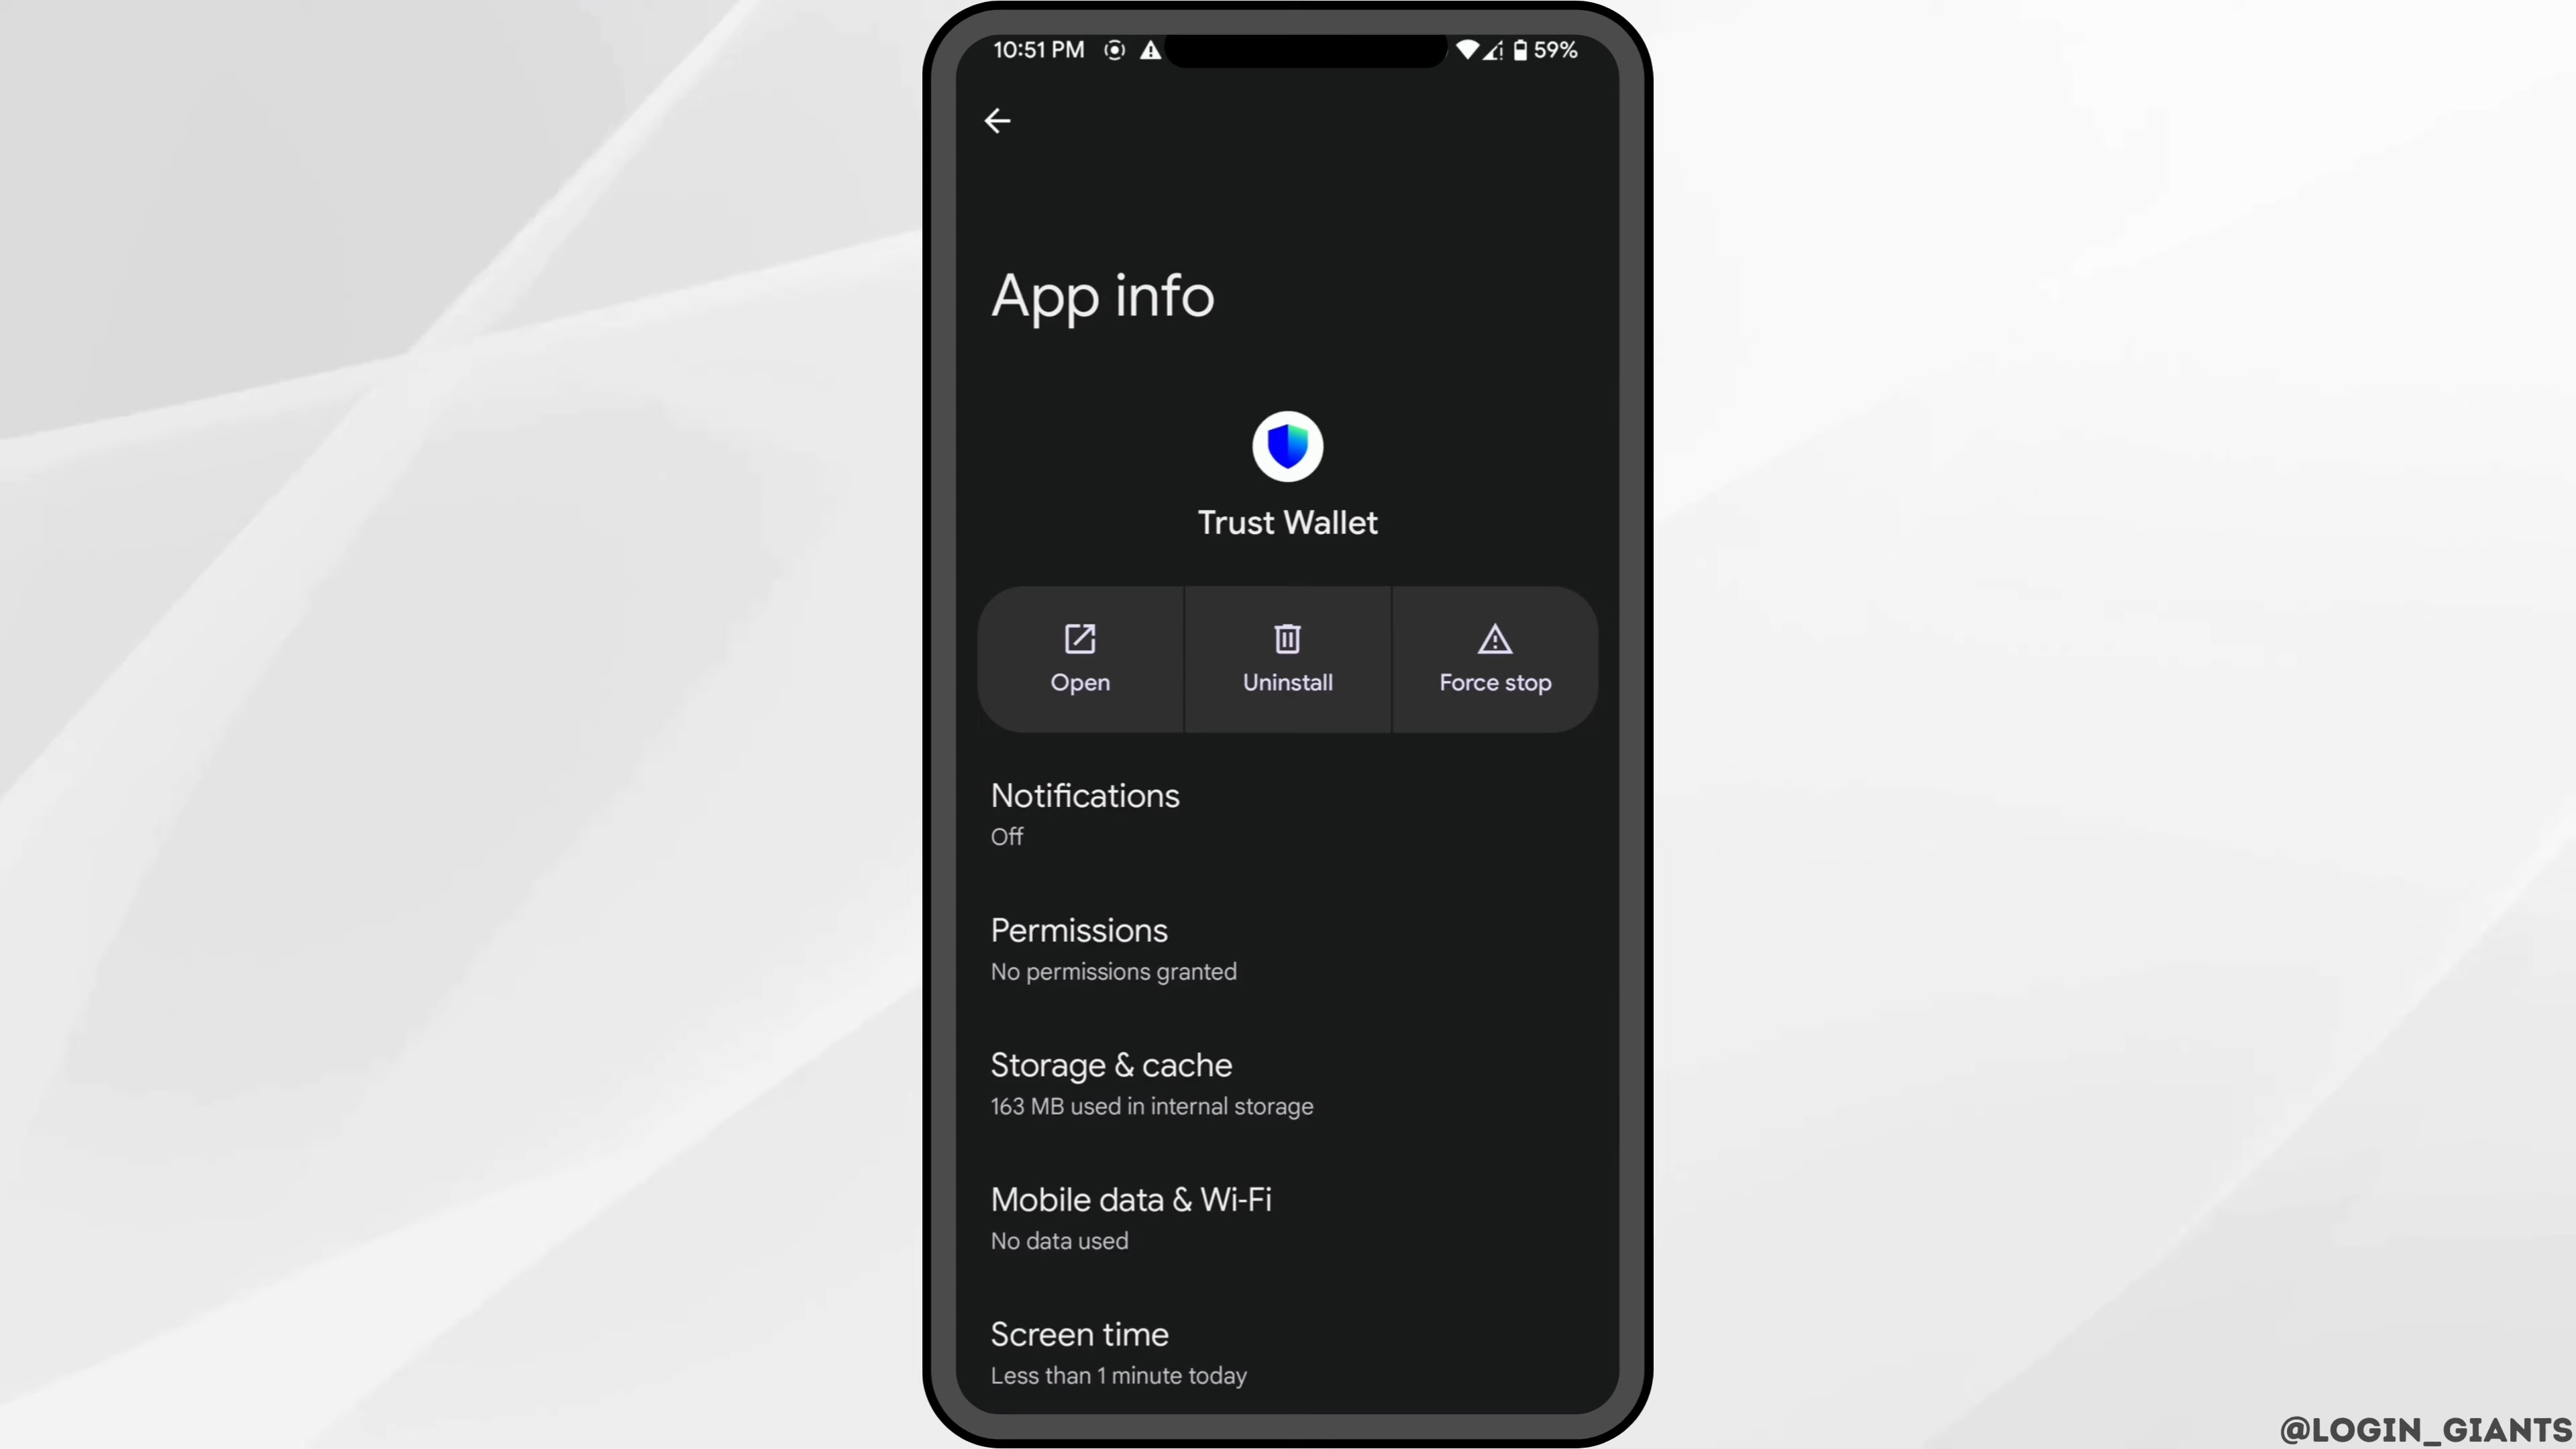 10:51 PM 59%
App info
Trust Wallet
Open Uninstall Force stop
Notifications
Off
Permissions
No permissions granted
Storage & cache
163 MB used in internal storage
Mobile data & Wi-Fi
No data used
Screen time
Less than 1 minute today
@LOGIN_GIANTS